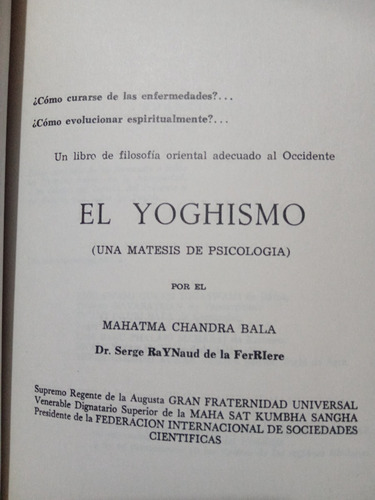 ¿Cómo curarse de las enfermedades?...
¿Cómo evolucionar espiritualmente?...
Un libro de filosofía oriental adecuado al Occidente
EL YOGHISMO
(UNA MATESIS DE PSICOLOGIA)
POR EL
MAHATMA CHANDRA BALA
Dr. Serge RaYNaud de la FerRIere
Supremo Regente de la Augusta GRAN FRATERNIDAD UNIVERSAL
Venerable Dignatario Superior de la MAHA SAT KUMBHA SANGHA
Presidente de la FEDERACION INTERNACIONAL DE SOCIEDADES
CIENTIFICAS